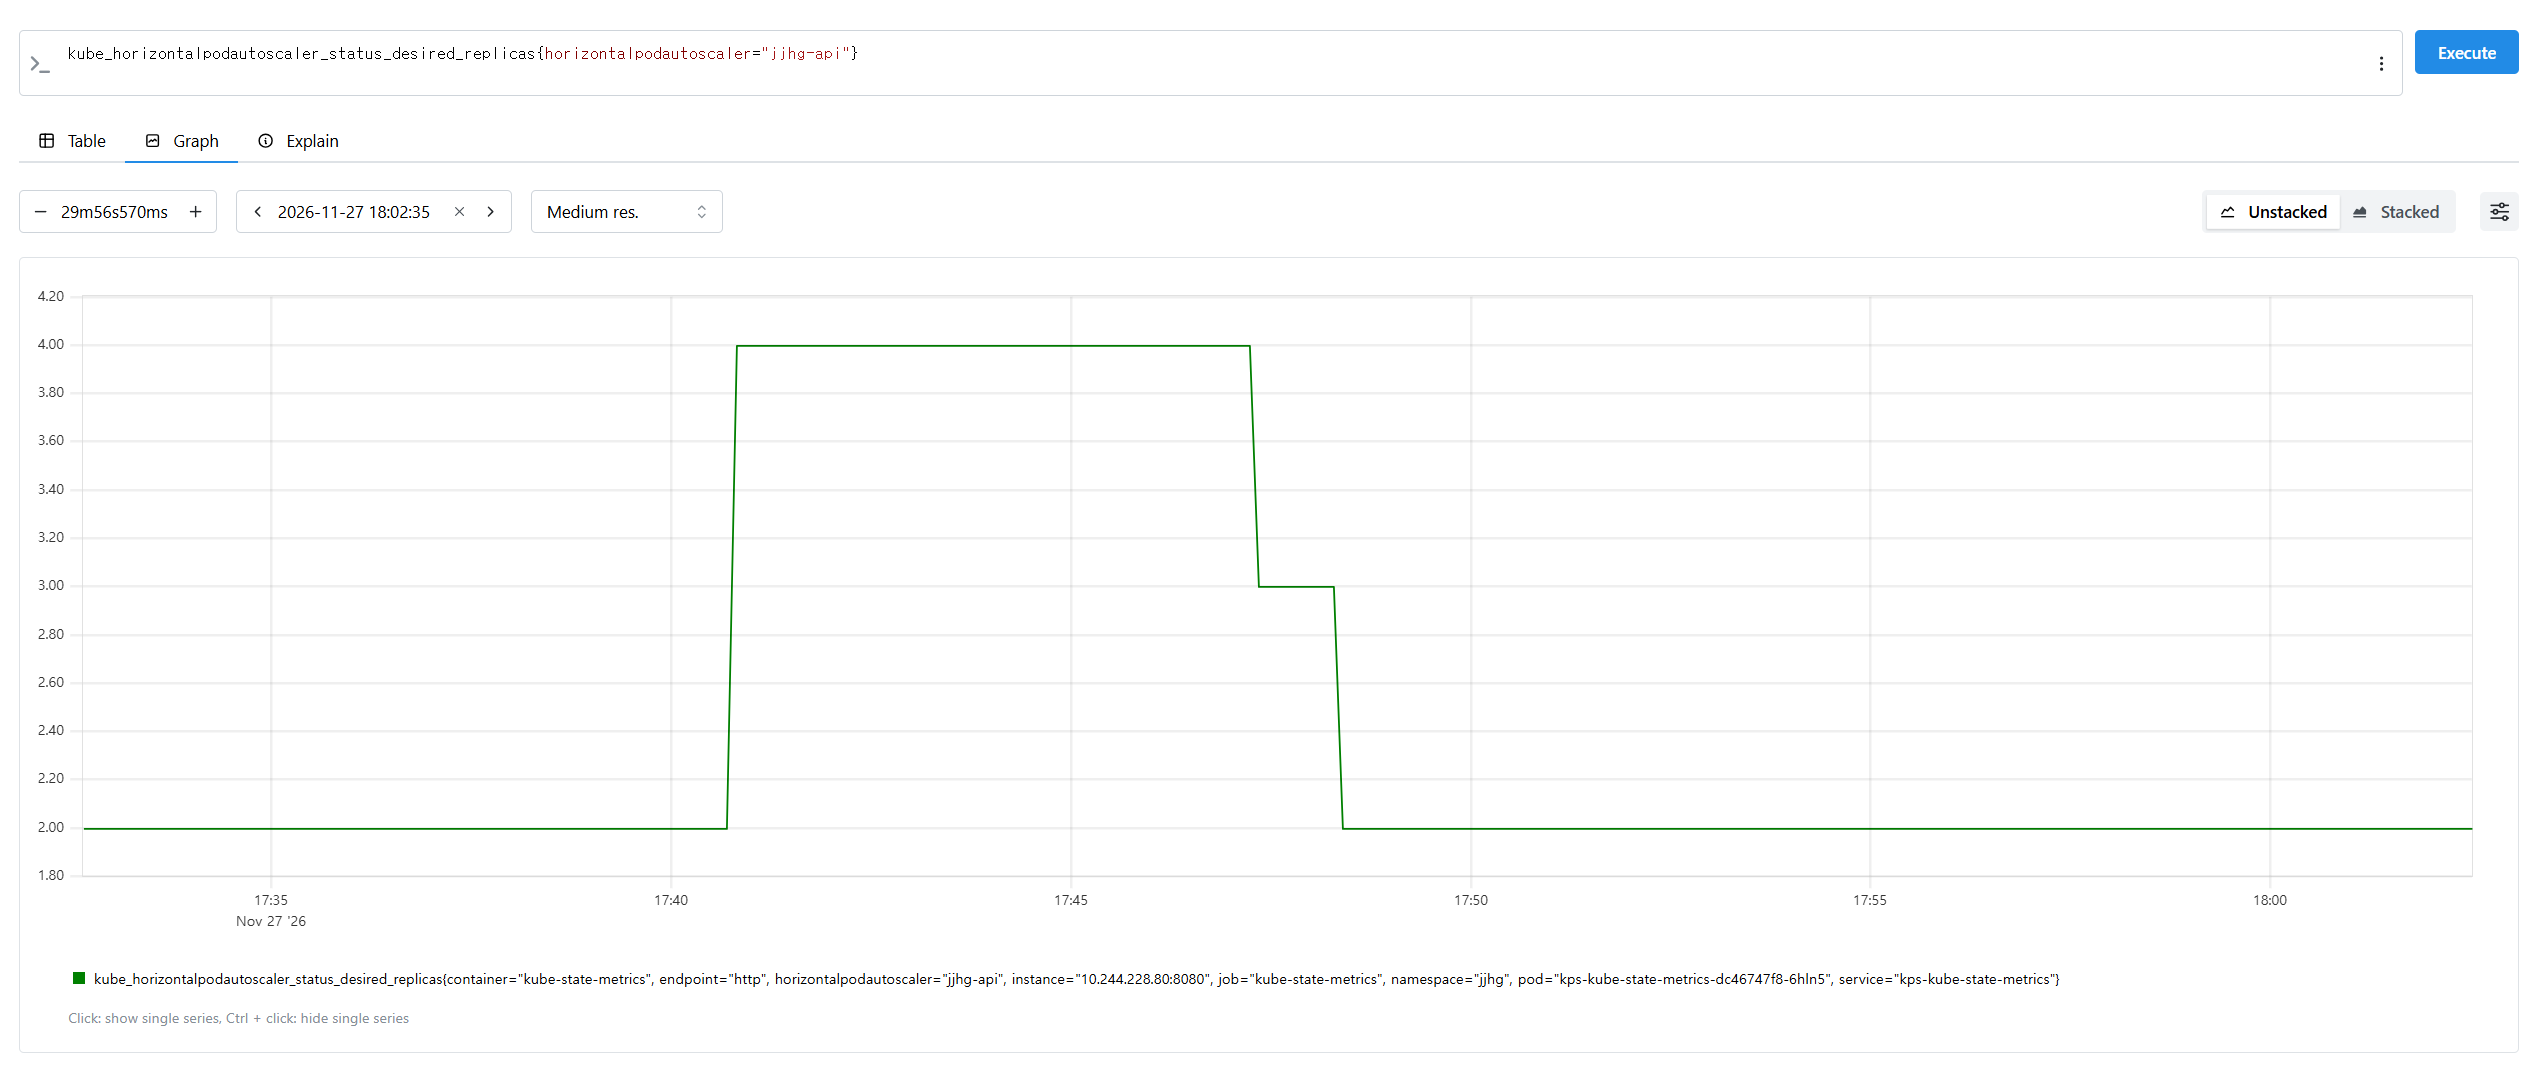 kube_horizontalpodautoscaler_status_desired_replicas{horizontalpodautoscaler="jjhg-api"}
Execute
Table Graph Explain
29m56s570ms 2026-11-27 18:02:35 Medium res. Unstacked Stacked
4.20
4.00
3.80
3.60
3.40
3.20
3.00
2.80
2.60
2.40
2.20
2.00
1.80
17:35 17:40 17:45 17:50 17:55 18:00
Nov 27 '26
kube_horizontalpodautoscaler_status_desired_replicas{container="kube-state-metrics", endpoint="http", horizontalpodautoscaler="jjhg-api", instance="10.244.228.80:8080", job="kube-state-metrics", namespace="jjhg", pod="kps-kube-state-metrics-dc46747f8-6hln5", service="kps-kube-state-metrics"}
Click: show single series, Ctrl + click: hide single series